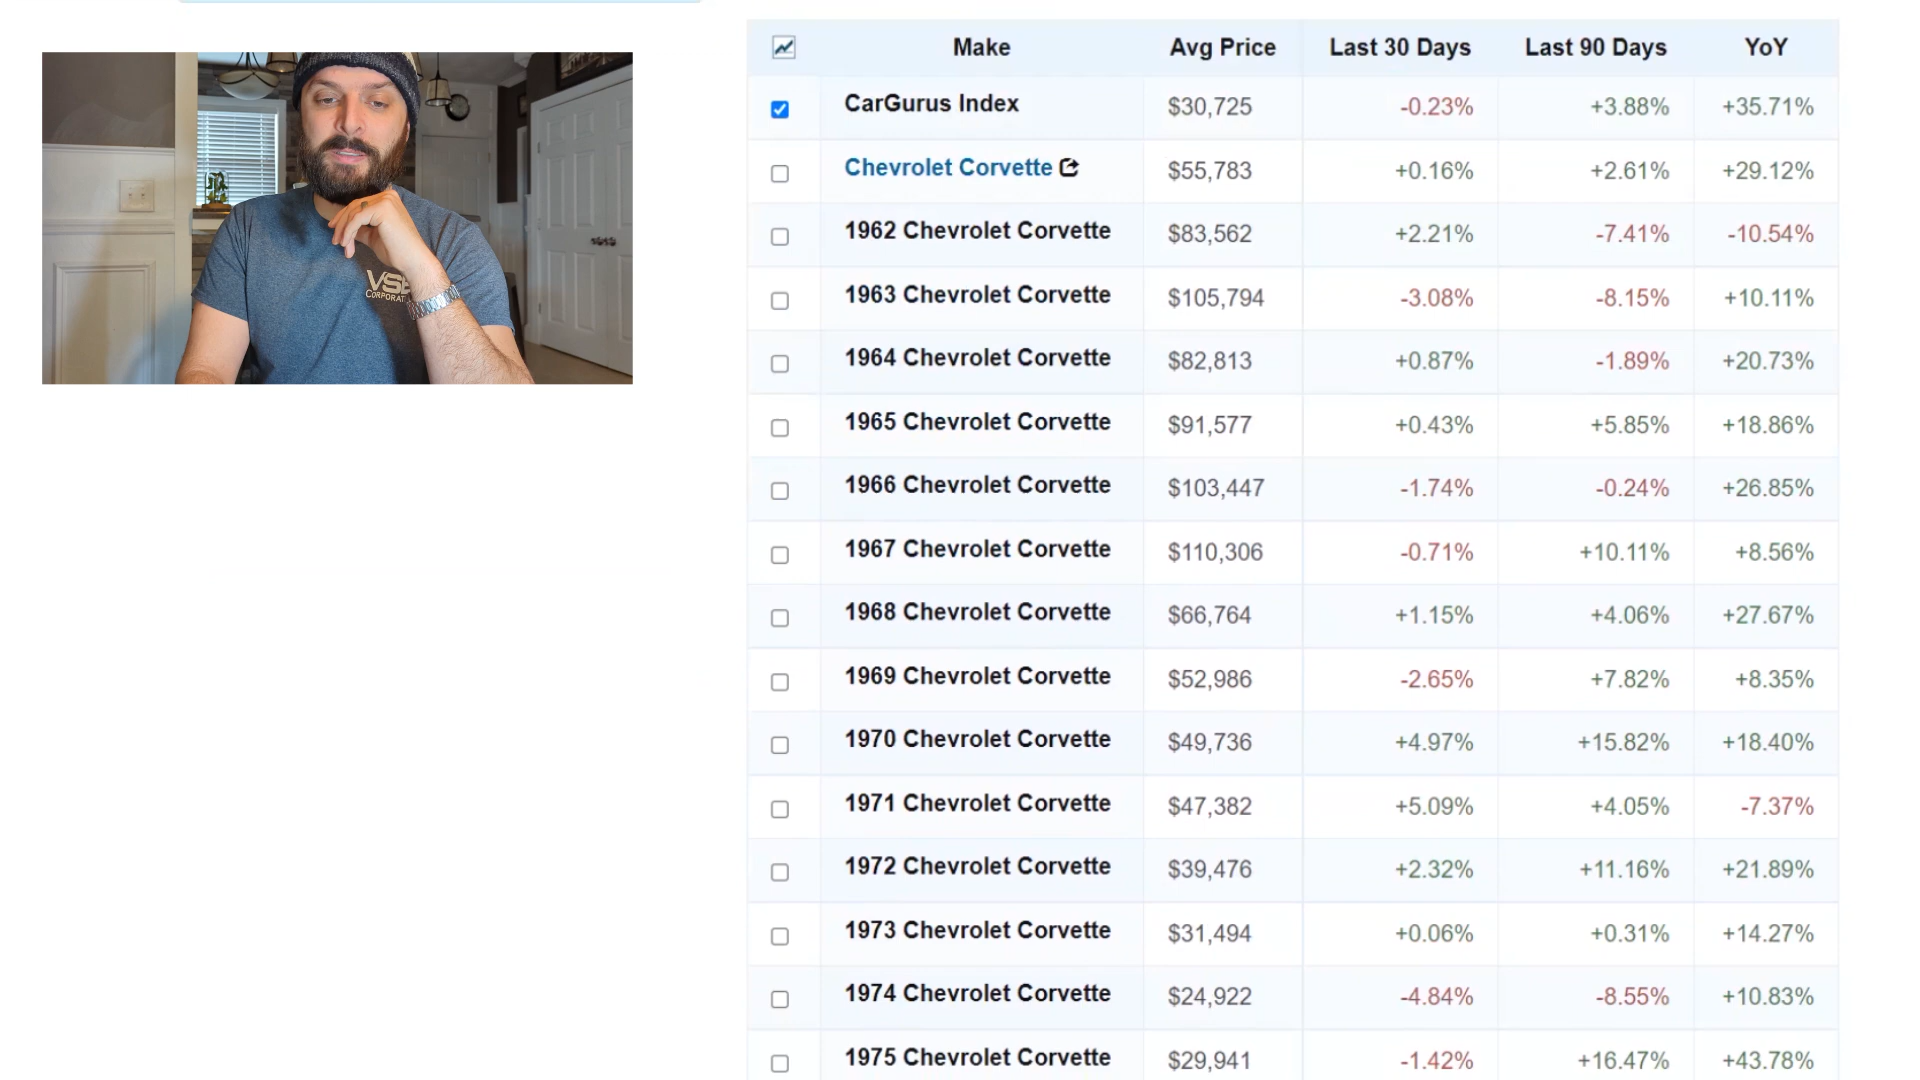 Make Avg Price Last 30 Days Last 90 Days YoY
CarGurus Index $30,725 -0.23% +3.88% +35.71%
Chevrolet Corvette $55,783 +0.16% +2.61% +29.12%
1962 Chevrolet Corvette $83,562 +2.21% -7.41% -10.54%
1963 Chevrolet Corvette $105,794 -3.08% -8.15% +10.11%
1964 Chevrolet Corvette $82,813 +0.87% -1.89% +20.73%
1965 Chevrolet Corvette $91,577 +0.43% +5.85% +18.86%
1966 Chevrolet Corvette $103,447 -1.74% -0.24% +26.85%
1967 Chevrolet Corvette $110,306 -0.71% +10.11% +8.56%
1968 Chevrolet Corvette $66,764 +1.15% +4.06% +27.67%
1969 Chevrolet Corvette $52,986 -2.65% +7.82% +8.35%
1970 Chevrolet Corvette $49,736 +4.97% +15.82% +18.40%
1971 Chevrolet Corvette $47,382 +5.09% +4.05% -7.37%
1972 Chevrolet Corvette $39,476 +2.32% +11.16% +21.89%
1973 Chevrolet Corvette $31,494 +0.06% +0.31% +14.27%
1974 Chevrolet Corvette $24,922 -4.84% -8.55% +10.83%
1975 Chevrolet Corvette $29,941 -1.42% +16.47% +43.78%